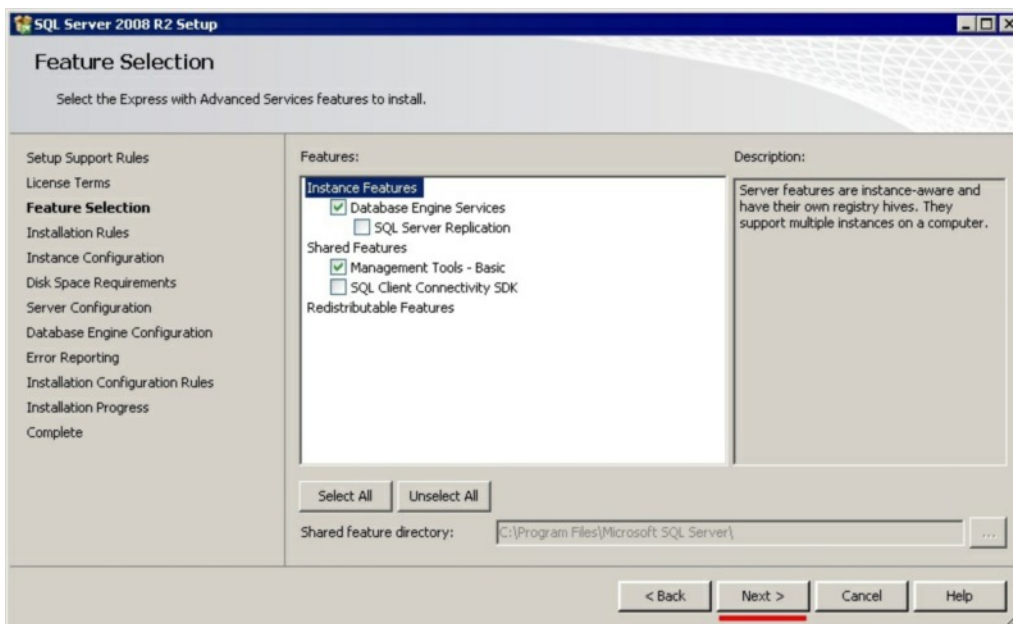 SQL Server 2008 R2 Setup
Feature Selection
Select the Express with Advanced Services features to install.
Setup Support Rules
License Terms
Feature Selection
Installation Rules
Instance Configuration
Disk Space Requirements
Server Configuration
Database Engine Configuration
Error Reporting
Installation Configuration Rules
Installation Progress
Complete
Features:
Instance Features
Database Engine Services
SQL Server Replication
Shared Features
Management Tools - Basic
SQL Client Connectivity SDK
Redistributable Features
Description:
Server features are instance-aware and
have their own registry hives. They
support multiple instances on a computer.
Select All
Unselect All
Shared feature directory:
C:\Program Files\Microsoft SQL Server\
...
< Back
Next >
Cancel
Help